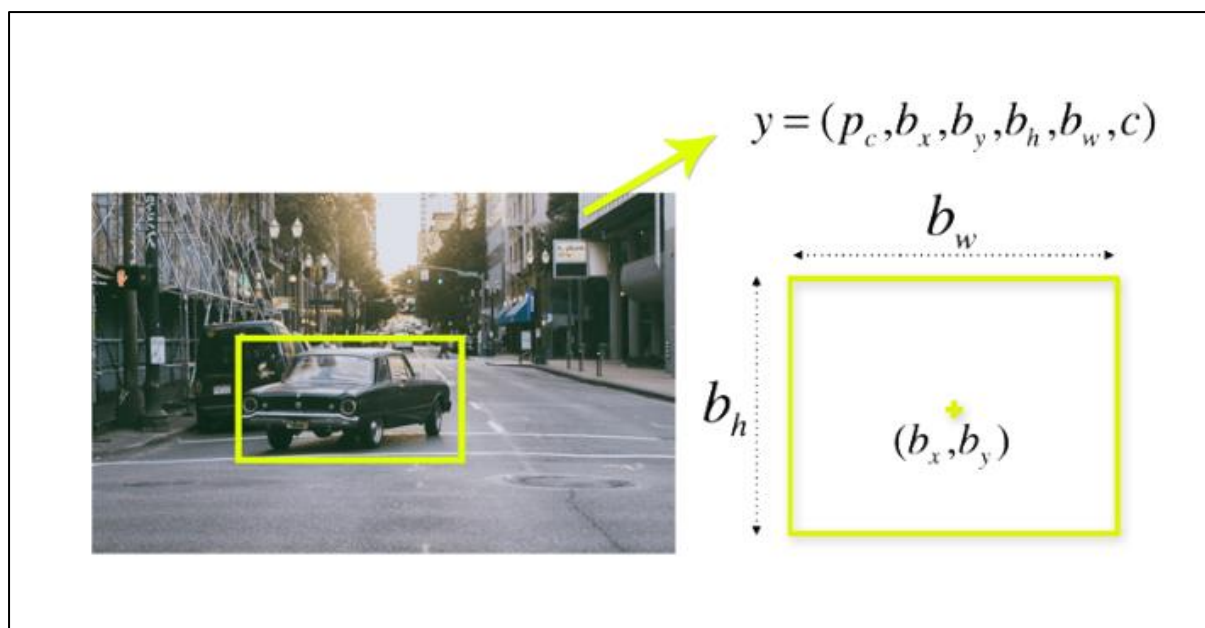 y = (p_c, b_x, b_y, b_h, b_w, c)
b_w
b_h
(b_x, b_y)